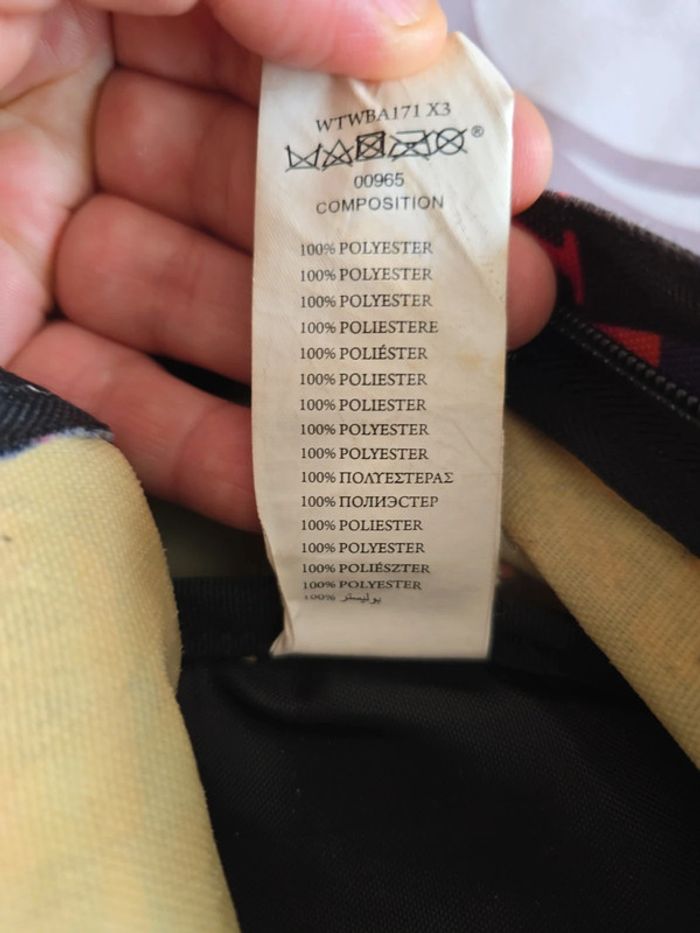 WTWBA171 X3
®
00965
COMPOSITION
100% POLYESTER
100% POLYESTER
100% POLYESTER
100% POLIESTERE
100% POLIÉSTER
100% POLIESTER
100% POLIESTER
100% POLYESTER
100% POLYESTER
100% ΠΟΛΥΕΣΤΕΡΑΣ
100% ПОЛИЭСТЕР
100% POLIESTER
100% POLYESTER
100% POLIÉSZTER
100% POLYESTER
100% بوليستر